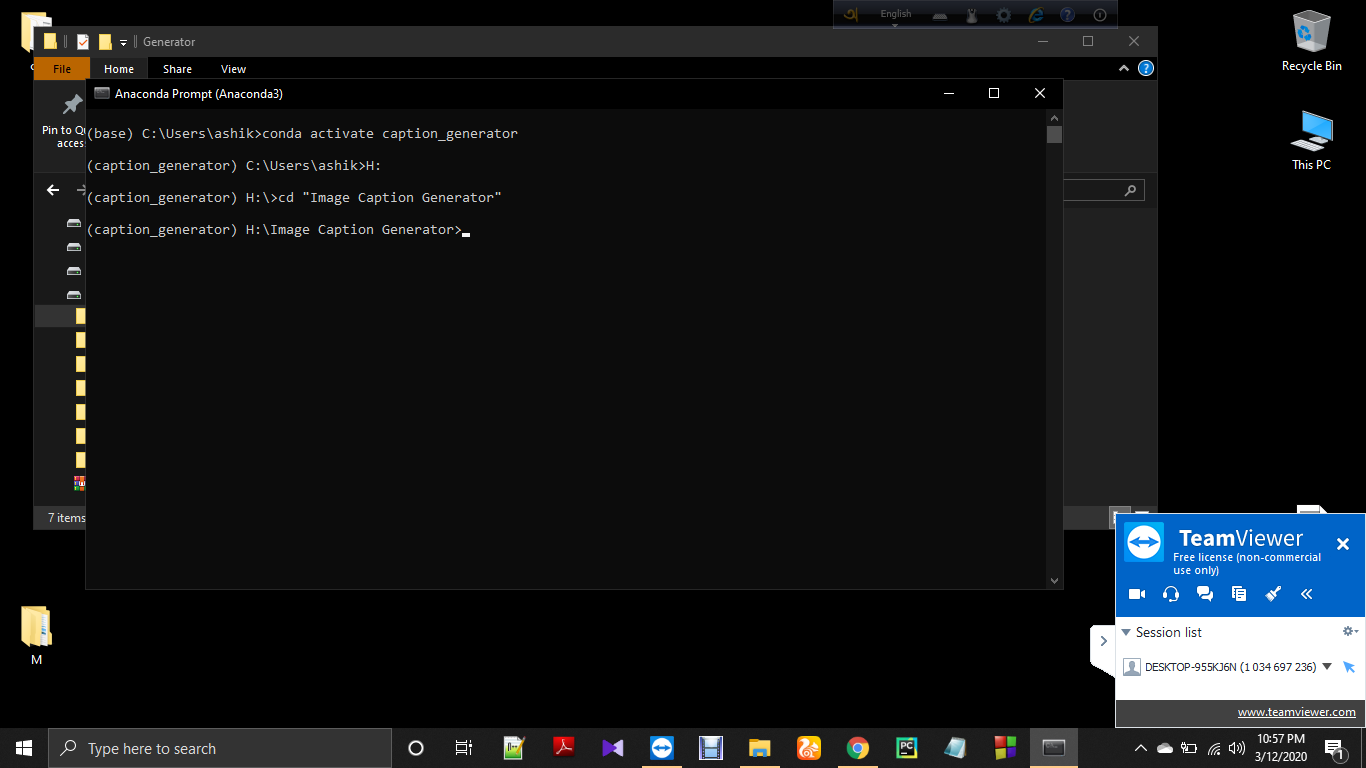 English
Generator
File
Home
Share
View
Recycle Bin
Anaconda Prompt (Anaconda3)
Pin to Qu
access
(base) C:\Users\ashik>conda activate caption_generator
(caption_generator) C:\Users\ashik>H:
(caption_generator) H:\>cd "Image Caption Generator"
(caption_generator) H:\Image Caption Generator>
This PC
7 items
TeamViewer
Free license (non-commercial
use only)
Session list
DESKTOP-955KJ6N (1 034 697 236)
www.teamviewer.com
M
Type here to search
10:57 PM
3/12/2020
1